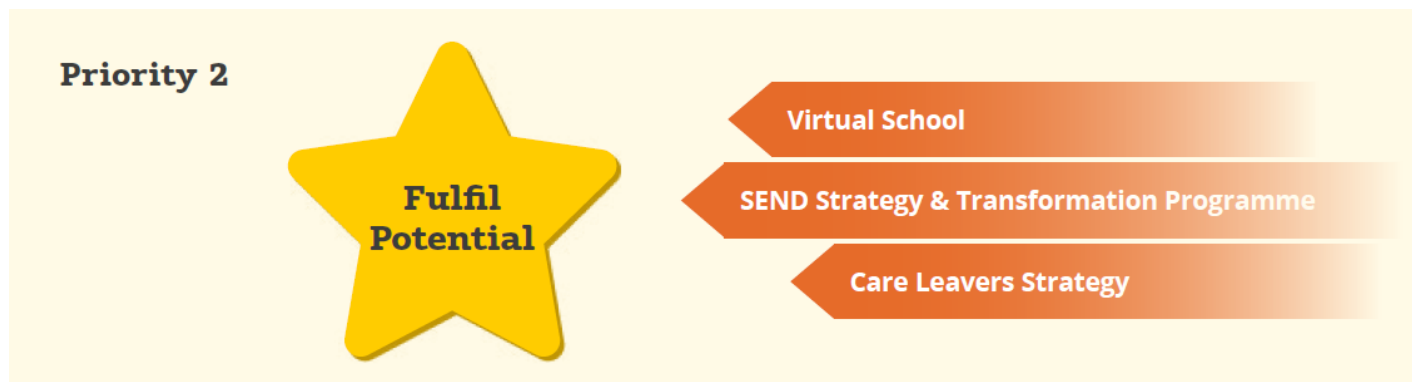 Priority 2
Fulfil
Potential
Virtual School
SEND Strategy & Transformation Programme
Care Leavers Strategy